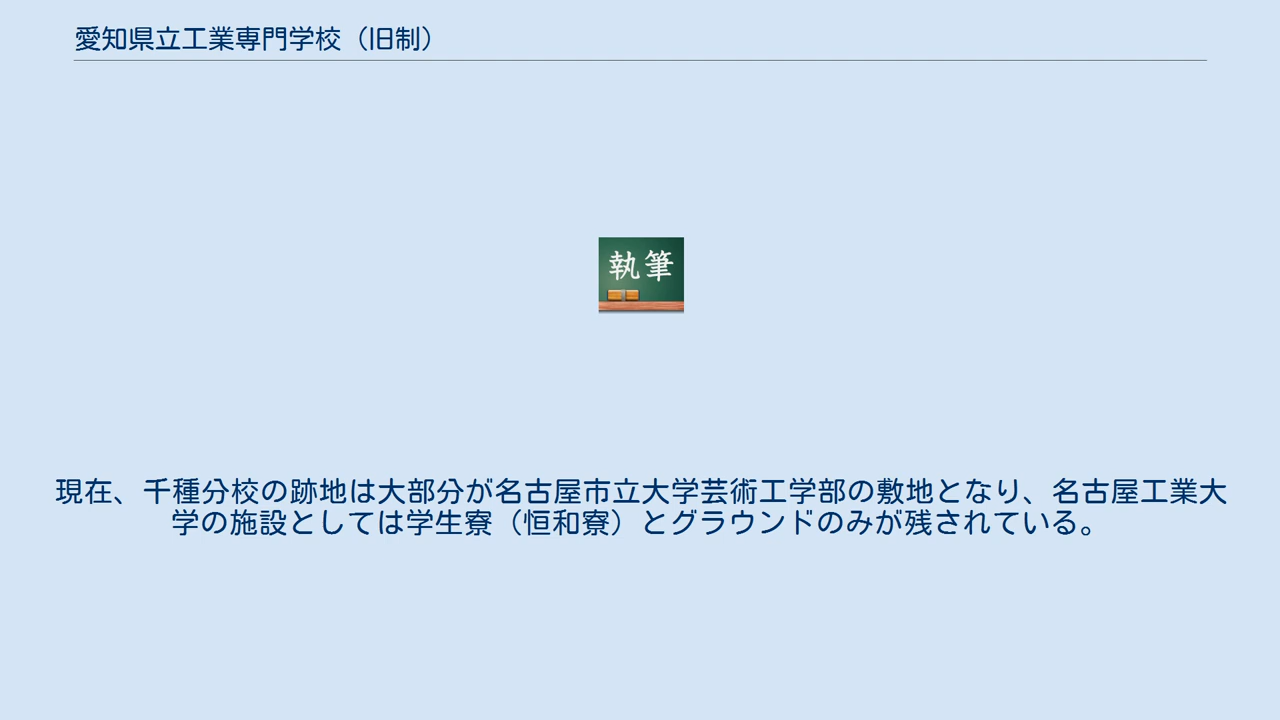 愛知県立工業専門学校（旧制）
執筆
現在、千種分校の跡地は大部分が名古屋市立大学芸術工学部の敷地となり、名古屋工業大
学の施設としては学生寮（恒和寮）とグラウンドのみが残されている。